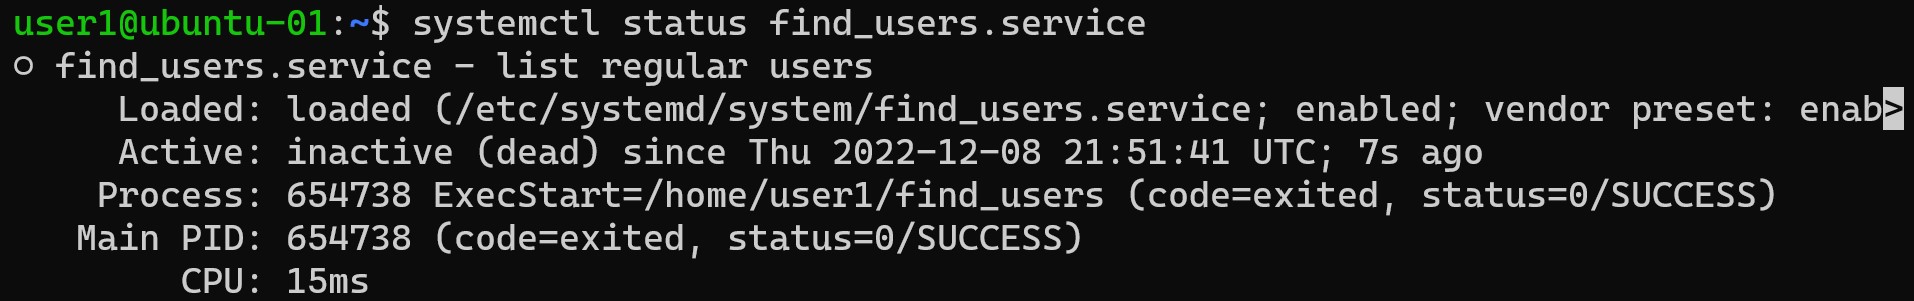 user1@ubuntu-01:~$ systemctl status find_users.service
○ find_users.service - list regular users
Loaded: loaded (/etc/systemd/system/find_users.service; enabled; vendor preset: enab>
Active: inactive (dead) since Thu 2022-12-08 21:51:41 UTC; 7s ago
Process: 654738 ExecStart=/home/user1/find_users (code=exited, status=0/SUCCESS)
Main PID: 654738 (code=exited, status=0/SUCCESS)
CPU: 15ms